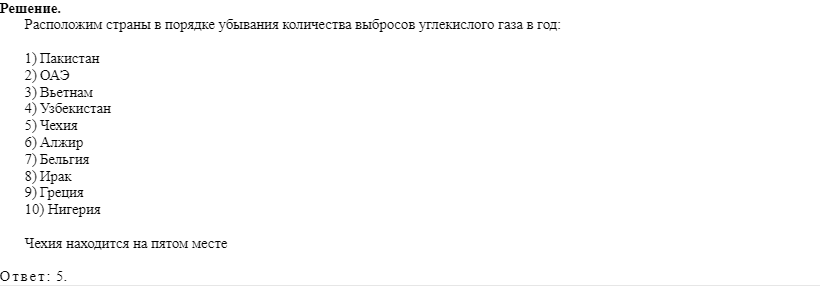 Решение.
Расположим страны в порядке убывания количества выбросов углекислого газа в год:
1) Пакистан
2) ОАЭ
3) Вьетнам
4) Узбекистан
5) Чехия
6) Алжир
7) Бельгия
8) Ирак
9) Греция
10) Нигерия
Чехия находится на пятом месте
Ответ: 5.